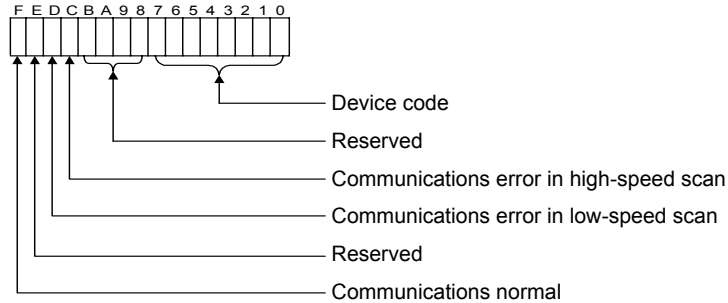 F E D C B A 9 8 7 6 5 4 3 2 1 0
Device code
Reserved
Communications error in high-speed scan
Communications error in low-speed scan
Reserved
Communications normal